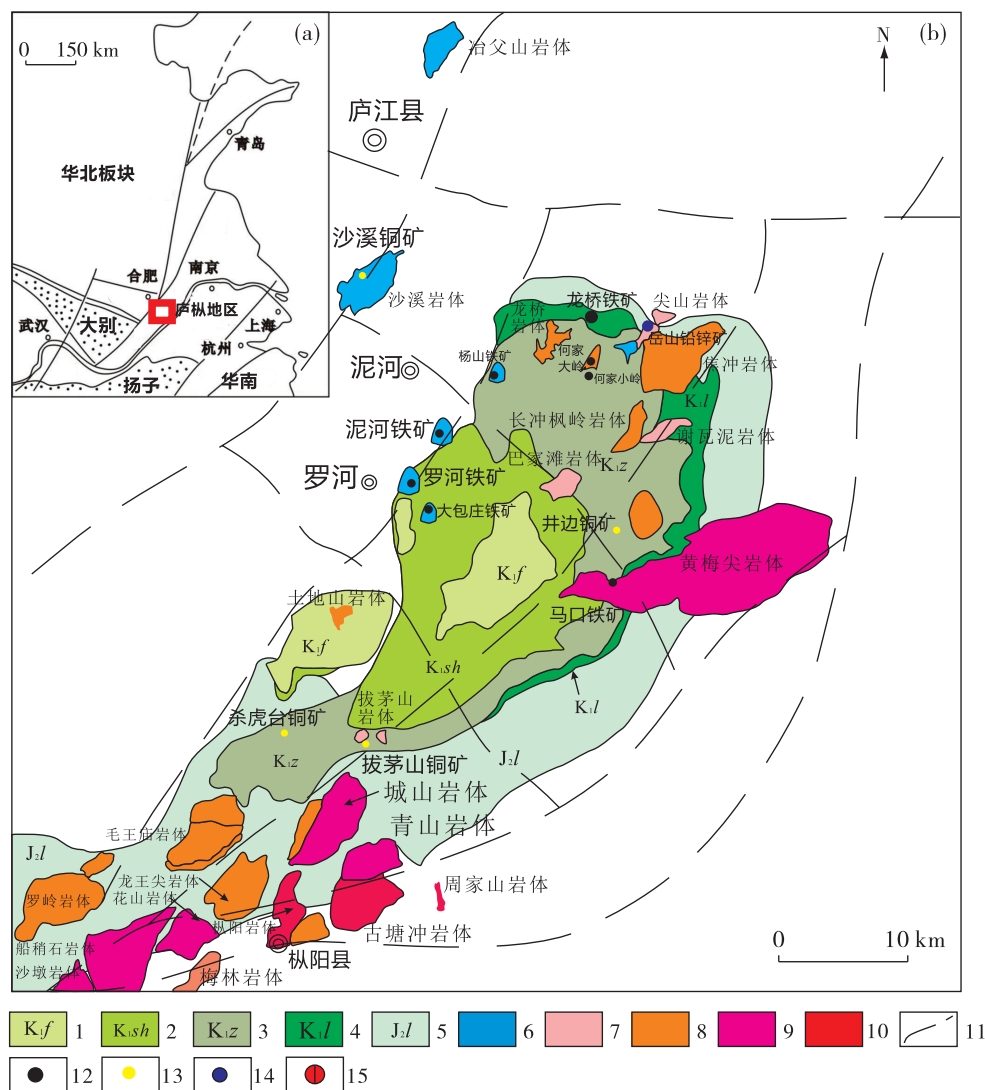 (a)
0 150 km
青岛
华北板块
合肥
南京
庐枞地区
武汉
大别
上海
杭州
扬子
华南
(b)
N
冶父山岩体
庐江县
沙溪铜矿
沙溪岩体
龙桥铁矿
尖山岩体
龙桥
岩体
岳山铅锌矿
杨山铁矿
何家
大岭
何家小岭
焦冲岩体
泥河
K₁l
长冲枫岭岩体
泥河铁矿
谢瓦泥岩体
巴家滩岩体
K₁z
罗河
罗河铁矿
大包庄铁矿
井边铜矿
黄梅尖岩体
K₁f
土地山岩体
马口铁矿
K₁f
K₁sh
拔茅山
岩体
K₁l
杀虎台铜矿
K₁z
拔茅山铜矿
J₂l
城山岩体
青山岩体
毛王庙岩体
J₂l
龙王尖岩体
花山岩体
周家山岩体
罗岭岩体
枞阳岩体
古塘冲岩体
船稍石岩体
沙墩岩体
枞阳县
梅林岩体
0 10 km
K₁f 1 K₁sh 2 K₁z 3 K₁l 4 J₂l 5 6 7 8 9 10 11
12 13 14 15